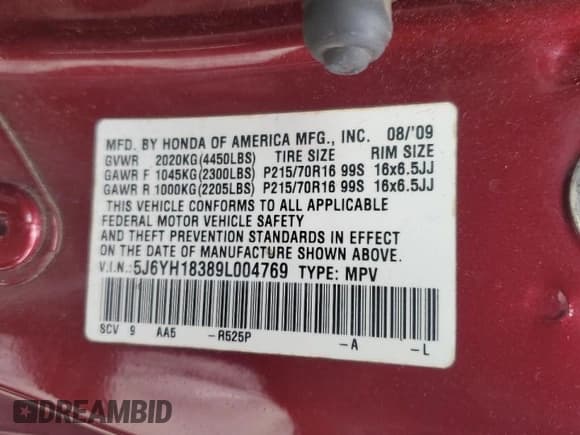 MFD. BY HONDA OF AMERICA MFG., INC. 08/'09
GVWR 2020KG(4450LBS) TIRE SIZE RIM SIZE
GAWR F 1045KG(2300LBS) P215/70R16 99S 16x6.5JJ
GAWR R 1000KG(2205LBS) P215/70R16 99S 16x6.5JJ
THIS VEHICLE CONFORMS TO ALL APPLICABLE
FEDERAL MOTOR VEHICLE SAFETY
AND THEFT PREVENTION STANDARDS IN EFFECT
ON THE DATE OF MANUFACTURE SHOWN ABOVE.
V.I.N.: 5J6YH18389L004769 TYPE: MPV
SCV 9 AA5 -R525P -A -L
DREAMBID